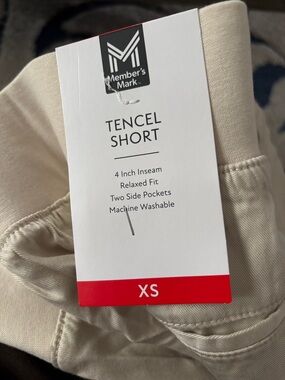 Member's
Mark
TENCEL
SHORT
4 Inch Inseam
Relaxed Fit
Two Side Pockets
Machine Washable
XS